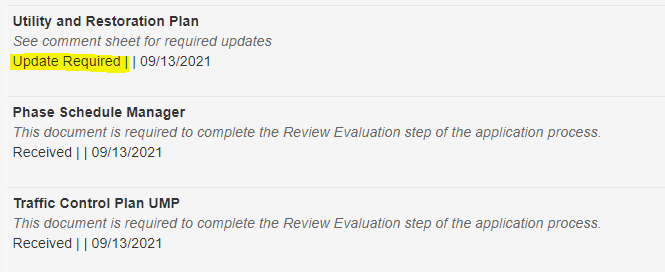 Utility and Restoration Plan
See comment sheet for required updates
Update Required | | 09/13/2021
Phase Schedule Manager
This document is required to complete the Review Evaluation step of the application process.
Received | | 09/13/2021
Traffic Control Plan UMP
This document is required to complete the Review Evaluation step of the application process.
Received | | 09/13/2021